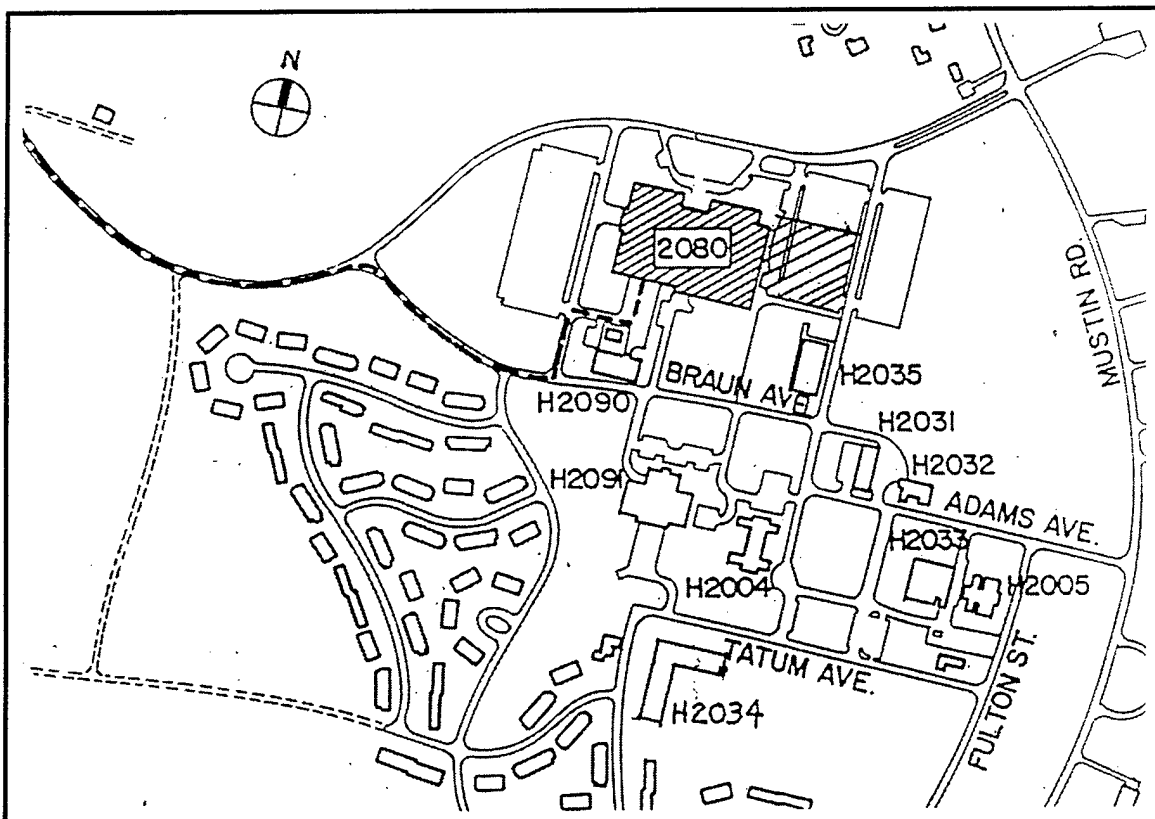 N
2080
MUSTIN RD.
BRAUN AVE
H2035
H2090
H2031
H2032
H2091
ADAMS AVE.
H2033
H2004
H2005
TATUM AVE.
H2034
FULTON ST.